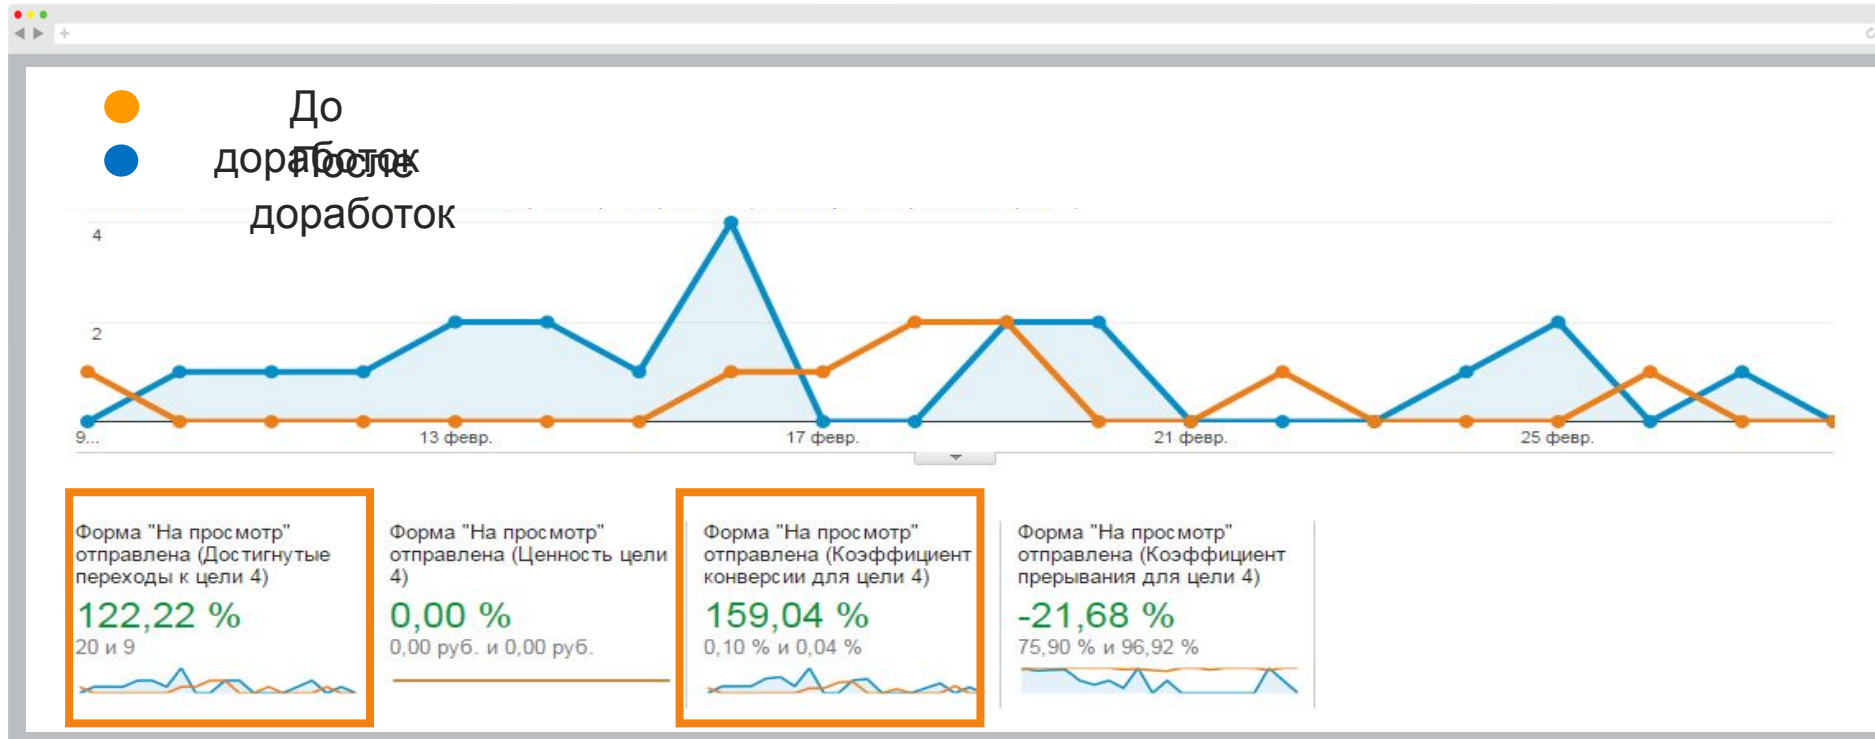 До
доработок
После
доработок
4
2
9...
13 февр.
17 февр.
21 февр.
25 февр.
Форма "На просмотр"
отправлена (Достигнутые
переходы к цели 4)
122,22 %
20 и 9
Форма "На просмотр"
отправлена (Ценность цели
4)
0,00 %
0,00 руб. и 0,00 руб.
Форма "На просмотр"
отправлена (Коэффициент
конверсии для цели 4)
159,04 %
0,10 % и 0,04 %
Форма "На просмотр"
отправлена (Коэффициент
прерывания для цели 4)
-21,68 %
75,90 % и 96,92 %